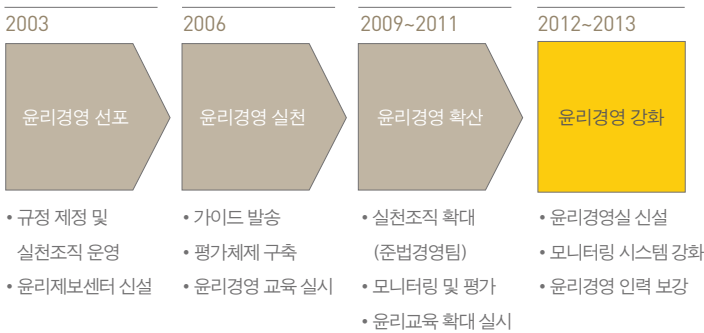 2003
윤리경영 선포
• 규정 제정 및
실천조직 운영
• 윤리제보센터 신설
2006
윤리경영 실천
• 가이드 발송
• 평가체제 구축
• 윤리경영 교육 실시
2009~2011
윤리경영 확산
• 실천조직 확대
(준법경영팀)
• 모니터링 및 평가
• 윤리교육 확대 실시
2012~2013
윤리경영 강화
• 윤리경영실 신설
• 모니터링 시스템 강화
• 윤리경영 인력 보강